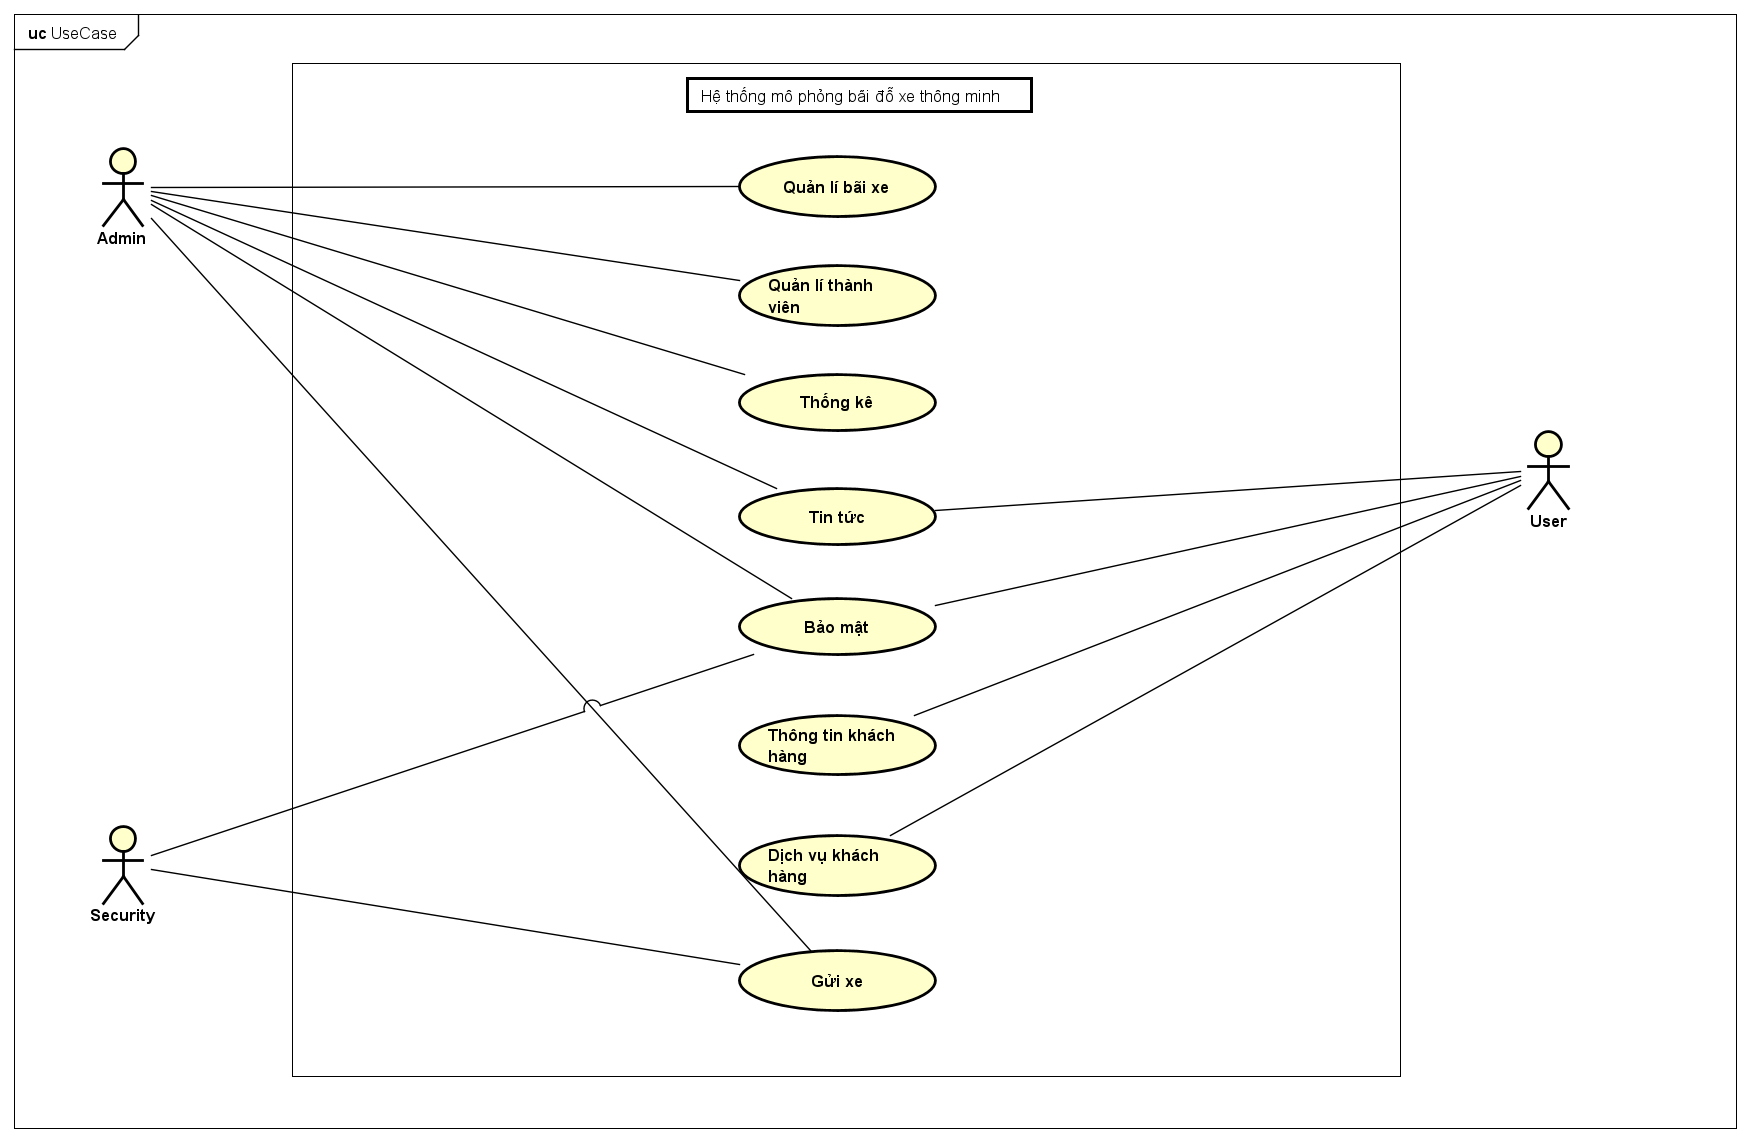 uc UseCase
Hệ thống mô phỏng bãi đỗ xe thông minh
Admin
Quản lí bãi xe
Quản lí thành
viên
Thống kê
Tin tức
User
Bảo mật
Thông tin khách
hàng
Dịch vụ khách
hàng
Security
Gửi xe